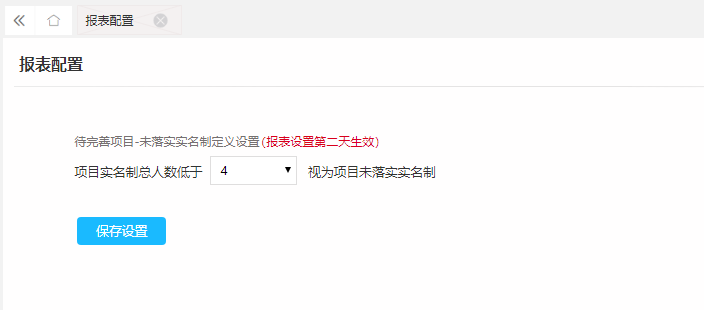 报表配置
报表配置
待完善项目-未落实实名制定义设置(报表设置第二天生效)
项目实名制总人数低于 4 视为项目未落实实名制
保存设置